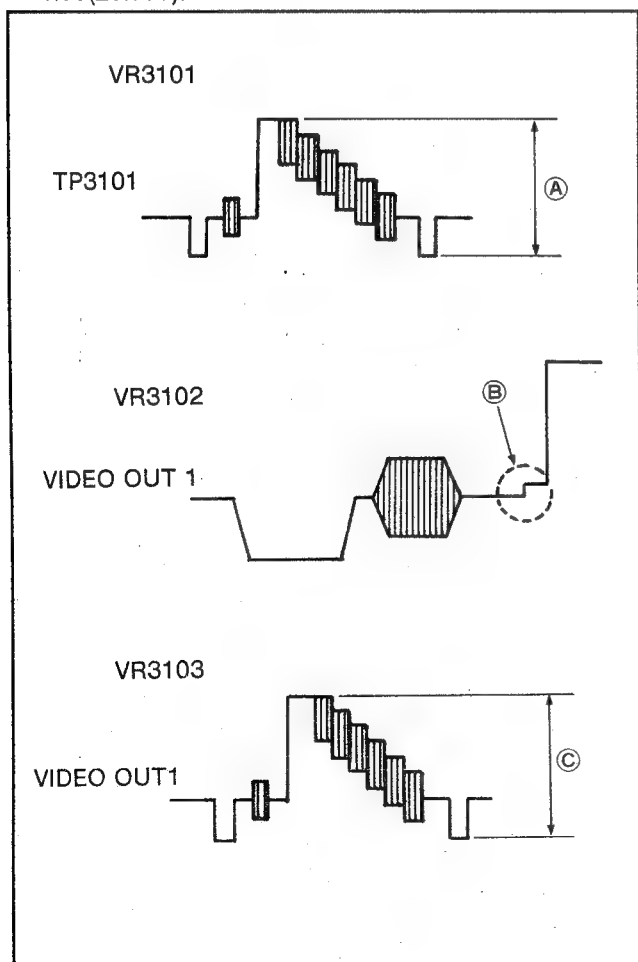 VR3101
TP3101
Ⓐ
VR3102
Ⓑ
VIDEO OUT 1
VR3103
VIDEO OUT1
Ⓒ